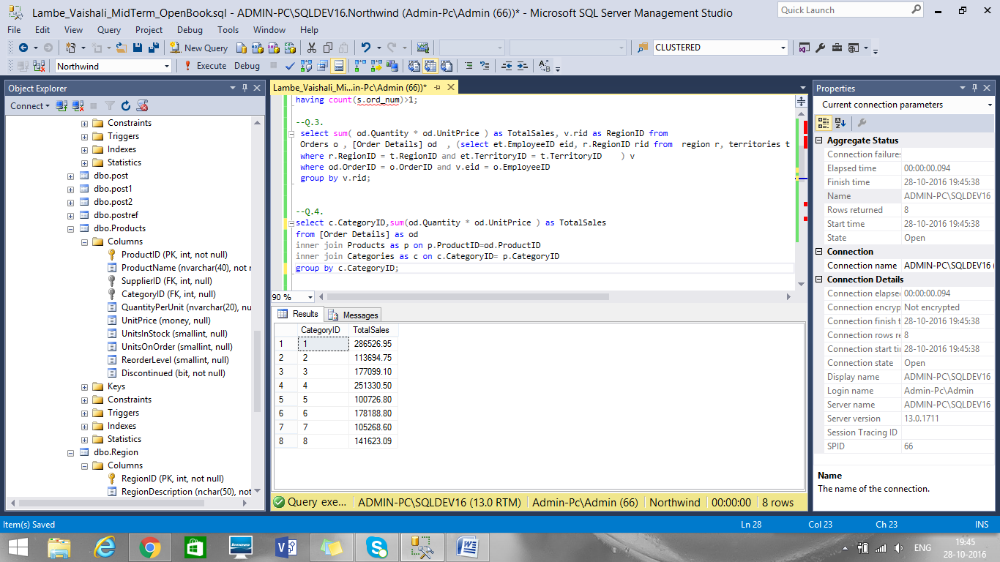 Lambe_Vaishali_MidTerm_OpenBook.sql - ADMIN-PC\SQLDEV16.Northwind (Admin-Pc\Admin (66))* - Microsoft SQL Server Management Studio
Quick Launch
File Edit View Query Project Debug Tools Window Help
New Query
CLUSTERED
Northwind
Execute Debug
Object Explorer
Connect
Constraints
Triggers
Indexes
Statistics
dbo.post
dbo.post1
dbo.post2
dbo.postref
dbo.Products
Columns
ProductID (PK, int, not null)
ProductName (nvarchar(40), not r
SupplierID (FK, int, null)
CategoryID (FK, int, null)
QuantityPerUnit (nvarchar(20), nu
UnitPrice (money, null)
UnitsInStock (smallint, null)
UnitsOnOrder (smallint, null)
ReorderLevel (smallint, null)
Discontinued (bit, not null)
Keys
Constraints
Triggers
Indexes
Statistics
dbo.Region
Columns
RegionID (PK, int, not null)
RegionDescription (nchar(50), not
Lambe_Vaishali_Mi...in-Pc\Admin (66))*
having count(s.ord_num)>1;
--Q.3.
select sum( od.Quantity * od.UnitPrice ) as TotalSales, v.rid as RegionID from
Orders o , [Order Details] od , (select et.EmployeeID eid, r.RegionID rid from region r, territories t
where r.RegionID = t.RegionID and et.TerritoryID = t.TerritoryID ) v
where od.OrderID = o.OrderID and v.eid = o.EmployeeID
group by v.rid;
--Q.4.
select c.CategoryID,sum(od.Quantity * od.UnitPrice ) as TotalSales
from [Order Details] as od
inner join Products as p on p.ProductID=od.ProductID
inner join Categories as c on c.CategoryID= p.CategoryID
group by c.CategoryID;
90 %
Results Messages
CategoryID TotalSales
1 1 286526.95
2 2 113694.75
3 3 177099.10
4 4 251330.50
5 5 100726.80
6 6 178188.80
7 7 105268.60
8 8 141623.09
Query exe... ADMIN-PC\SQLDEV16 (13.0 RTM) Admin-Pc\Admin (66) Northwind 00:00:00 8 rows
Properties
Current connection parameters
Aggregate Status
Connection failures
Elapsed time 00:00:00.094
Finish time 28-10-2016 19:45:38
Name ADMIN-PC\SQLDEV16
Rows returned 8
Start time 28-10-2016 19:45:38
State Open
Connection
Connection name ADMIN-PC\SQLDEV16 (
Connection Details
Connection elapse 00:00:00.094
Connection encryp Not encrypted
Connection finish t 28-10-2016 19:45:38
Connection rows re 8
Connection start tir 28-10-2016 19:45:38
Connection state Open
Display name ADMIN-PC\SQLDEV16
Login name Admin-Pc\Admin
Server name ADMIN-PC\SQLDEV16
Server version 13.0.1711
Session Tracing ID
SPID 66
Name
The name of the connection.
Item(s) Saved Ln 28 Col 23 Ch 23 INS
lenovo
ENG
19:45
28-10-2016